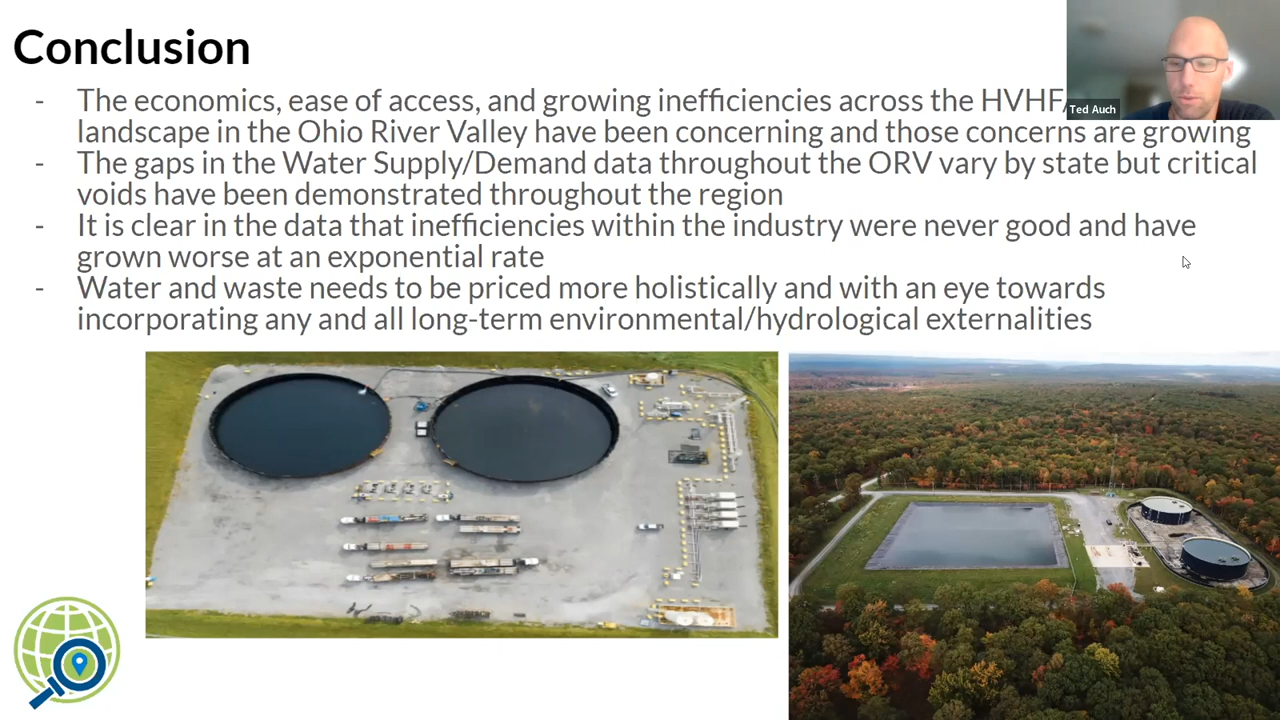 Conclusion
- The economics, ease of access, and growing inefficiencies across the HVHF
Ted Auch
landscape in the Ohio River Valley have been concerning and those concerns are growing
- The gaps in the Water Supply/Demand data throughout the ORV vary by state but critical
voids have been demonstrated throughout the region
- It is clear in the data that inefficiencies within the industry were never good and have
grown worse at an exponential rate
- Water and waste needs to be priced more holistically and with an eye towards
incorporating any and all long-term environmental/hydrological externalities